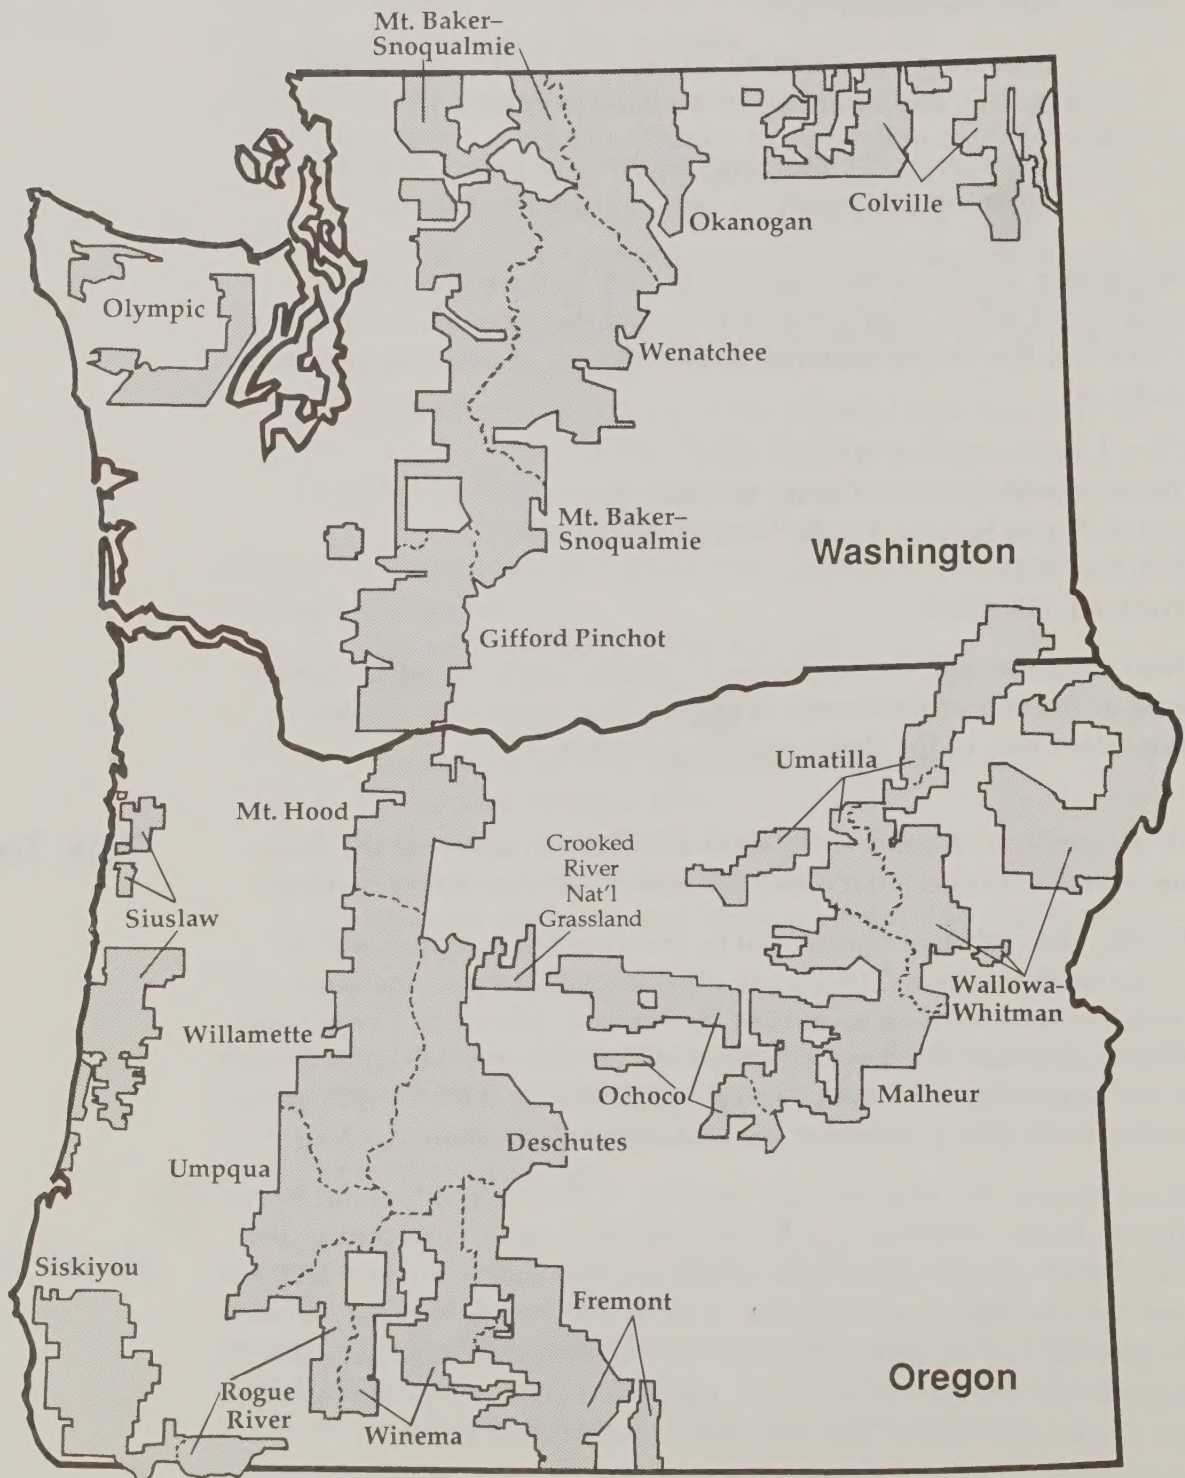 Mt. Baker–
Snoqualmie
Okanogan
Colville
Olympic
Wenatchee
Mt. Baker–
Snoqualmie
Washington
Gifford Pinchot
Umatilla
Mt. Hood
Crooked
River
Nat'l
Grassland
Siuslaw
Wallowa-
Whitman
Willamette
Ochoco
Malheur
Deschutes
Umpqua
Siskiyou
Fremont
Rogue
River
Winema
Oregon